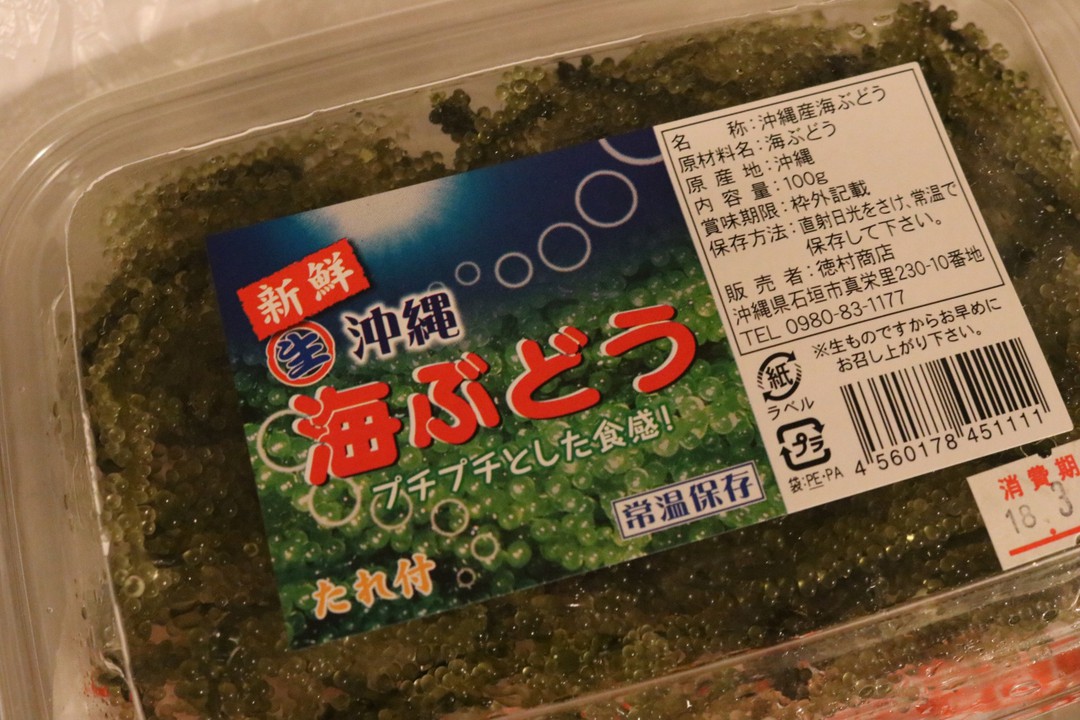 新鮮
生 沖縄
海ぶどう
プチプチとした食感!
常温保存
たれ付
名 称:沖縄産海ぶどう
原材料名:海ぶどう
原産地:沖縄
内容量:100g
賞味期限:枠外記載
保存方法:直射日光をさけ、常温で
保存して下さい。
販売者:徳村商店
沖縄県石垣市真栄里230-10番地
TEL 0980-83-1177
※生ものですからお早めに
お召し上がり下さい。
紙
ラベル
プラ
袋:PE・PA
4 560178 451111
消費期
18.3